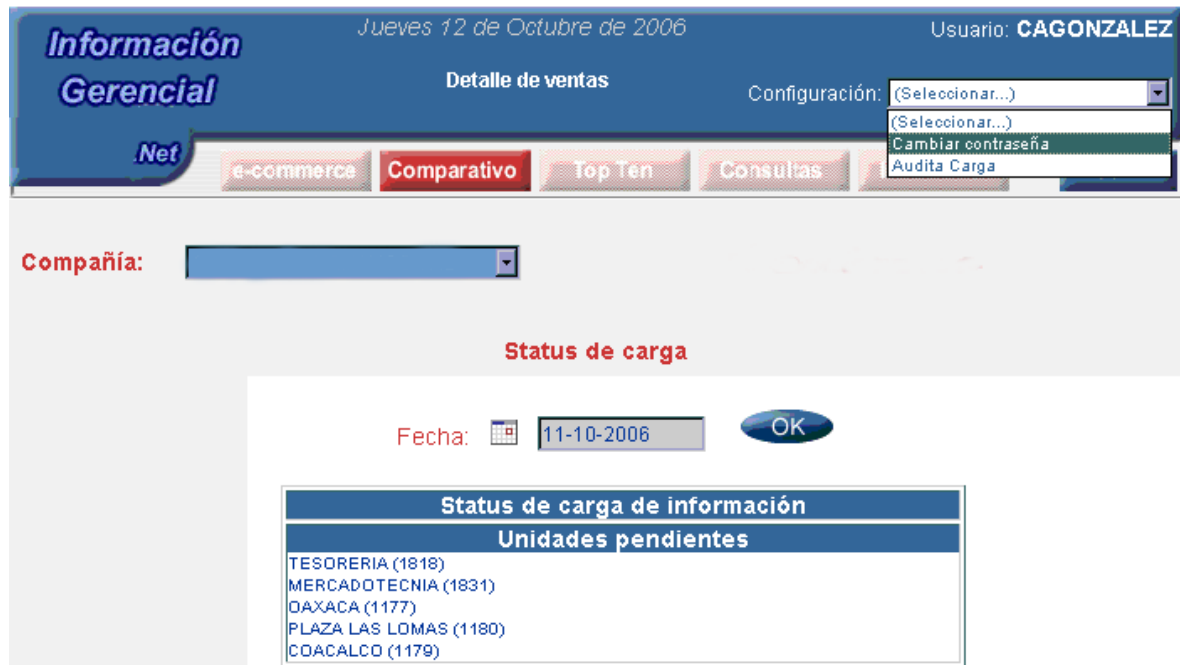 Información
Gerencial
.Net
Jueves 12 de Octubre de 2006
Usuario: CAGONZALEZ
Detalle de ventas
Configuración: (Seleccionar...)
(Seleccionar...)
Cambiar contraseña
Audita Carga
e-commerce
Comparativo
Top Ten
Consultas
Compañía:
Status de carga
Fecha: 11-10-2006 OK
Status de carga de información
Unidades pendientes
TESORERIA (1818)
MERCADOTECNIA (1831)
OAXACA (1177)
PLAZA LAS LOMAS (1180)
COACALCO (1179)